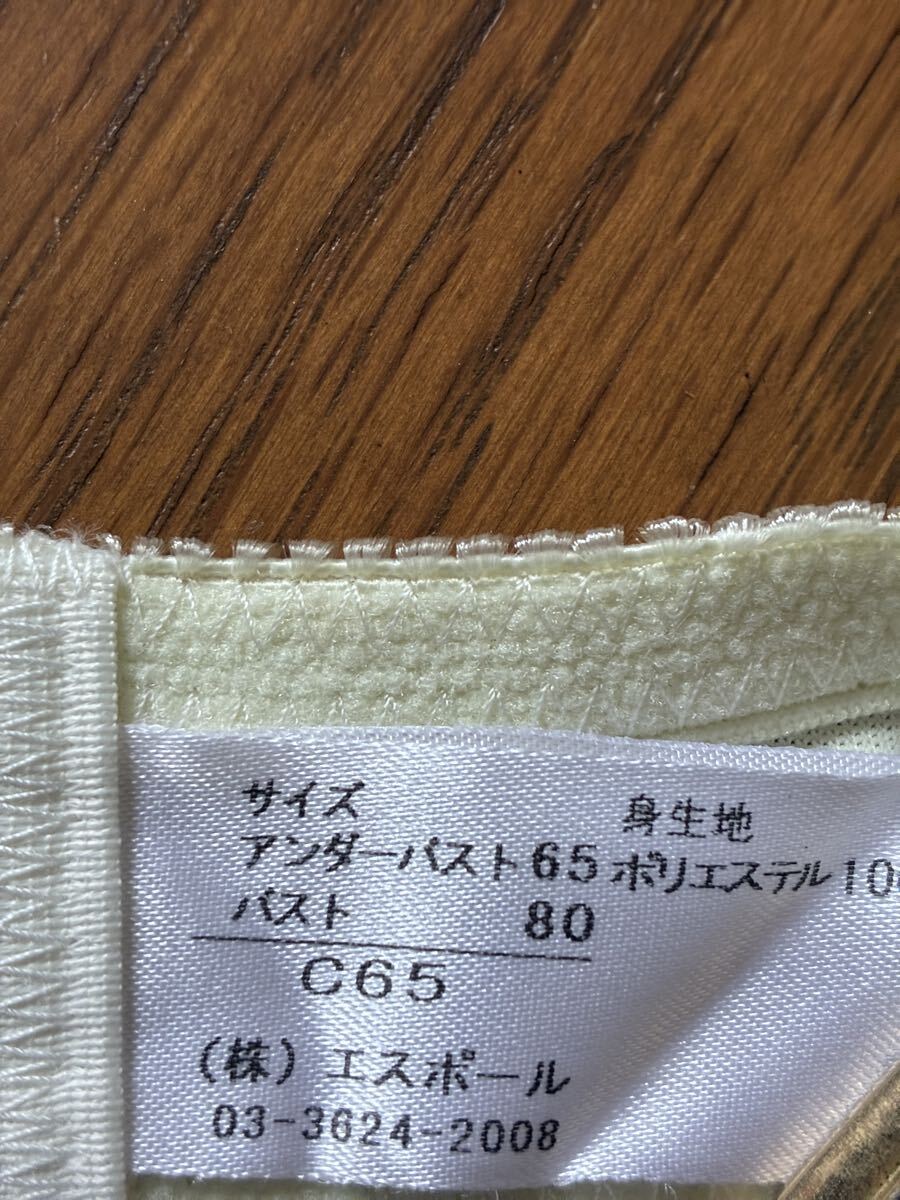 サイズ
アンダーバスト65
バスト 80
C65
(株)エスポール
03-3624-2008
身生地
ポリエステル10